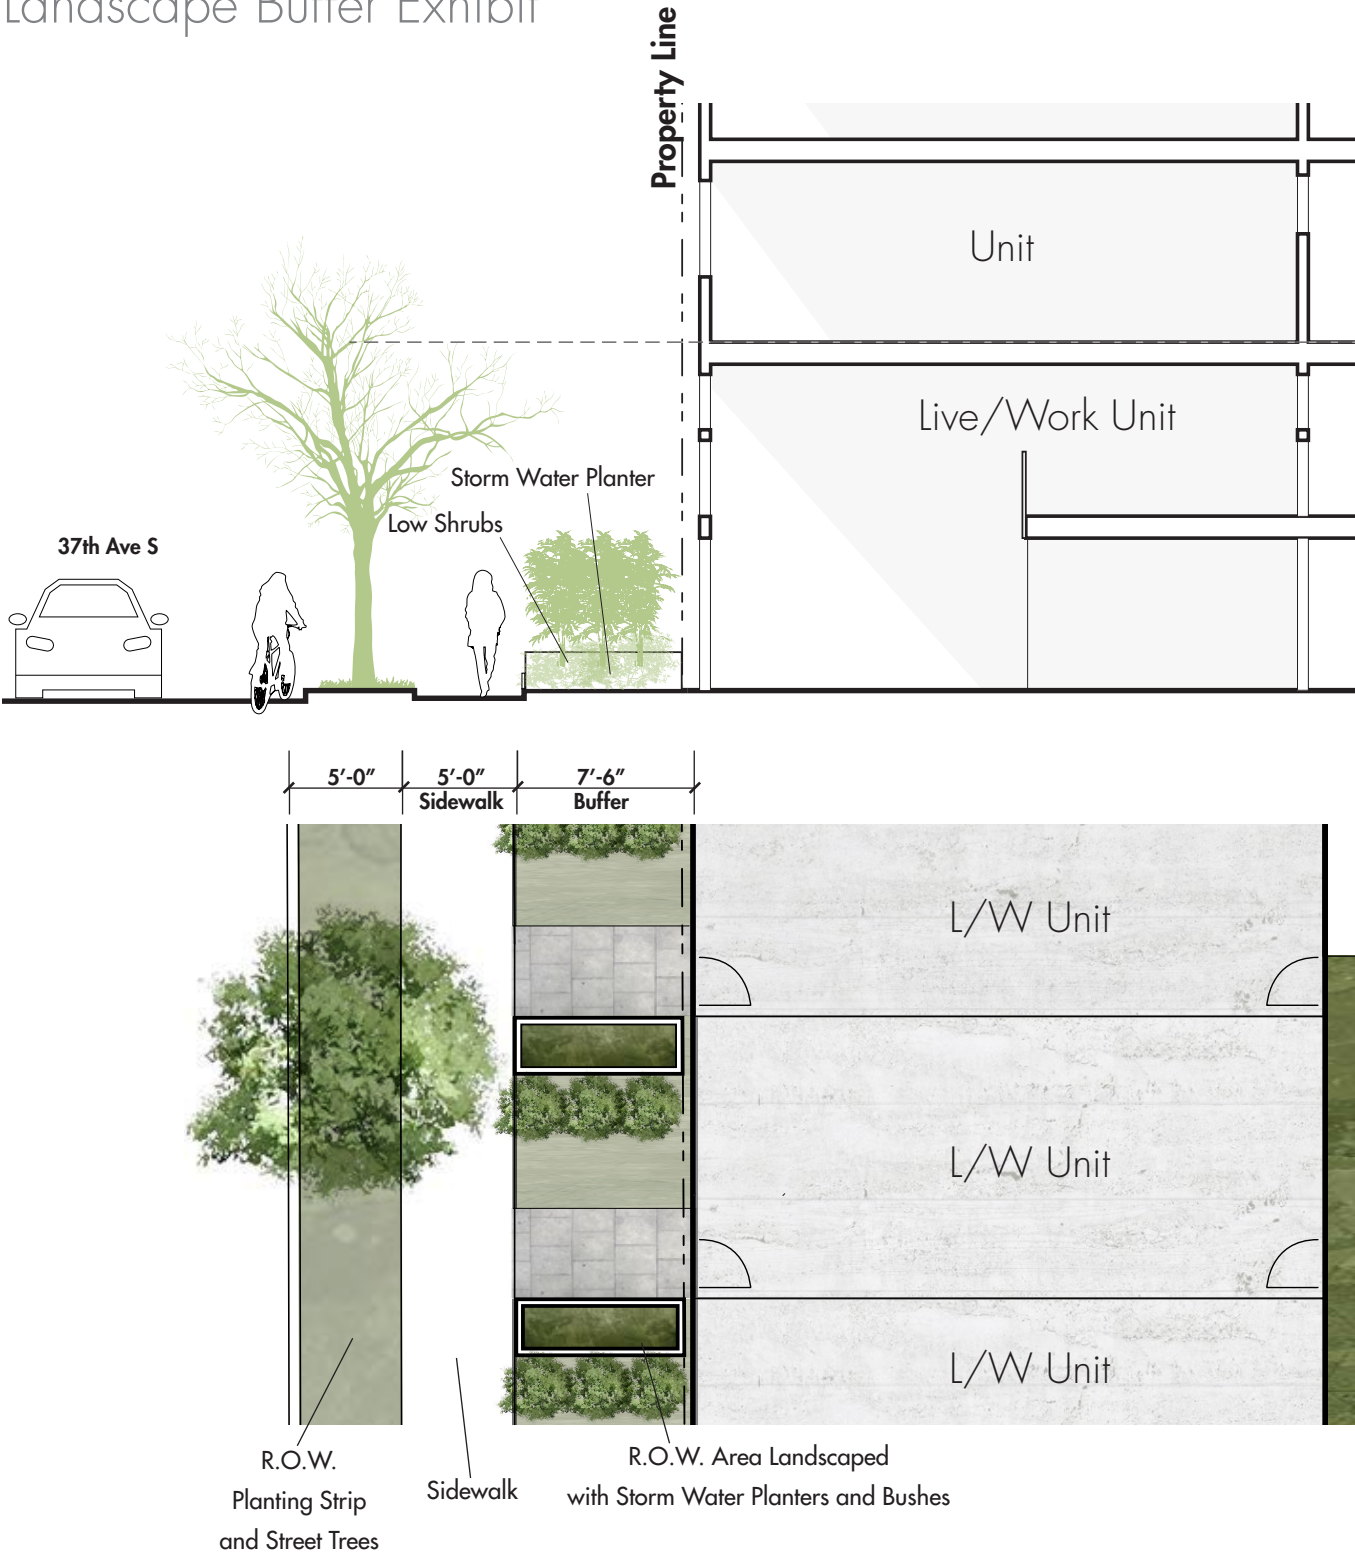 Landscape Buffer Exhibit
Property Line
Unit
Live/Work Unit
Storm Water Planter
Low Shrubs
37th Ave S
5'-0"
5'-0"
Sidewalk
7'-6"
Buffer
L/W Unit
L/W Unit
L/W Unit
R.O.W.
Planting Strip
and Street Trees
Sidewalk
R.O.W. Area Landscaped
with Storm Water Planters and Bushes